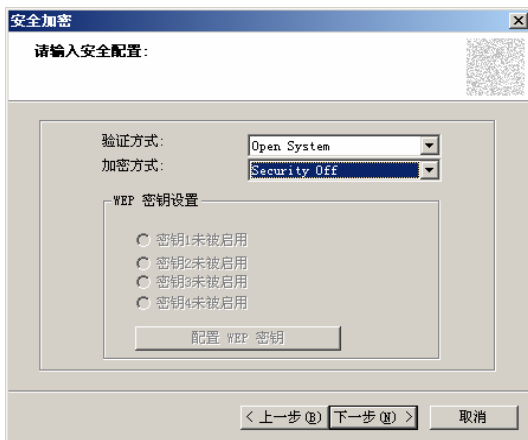 安全加密
请输入安全配置:
验证方式: Open System
加密方式: Security Off
WEP 密钥设置
密钥1未被启用
密钥2未被启用
密钥3未被启用
密钥4未被启用
配置 WEP 密钥
< 上一步(B) 下一步(N) > 取消